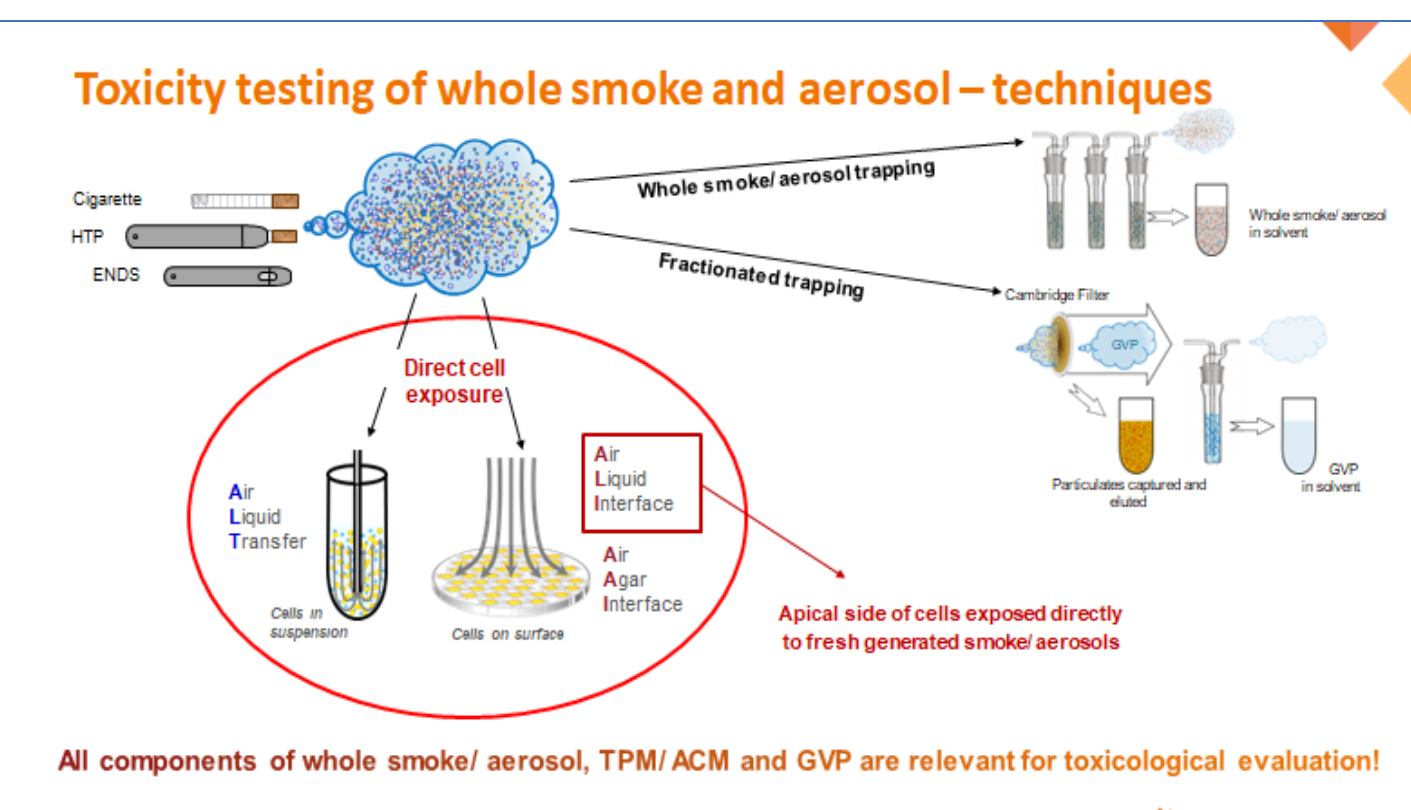 Toxicity testing of whole smoke and aerosol – techniques
Cigarette
HTP
ENDS
Whole smoke/ aerosol trapping
Whole smoke/ aerosol
in solvent
Fractionated trapping
Cambridge Filter
GVP
Particulates captured and
eluted
GVP
in solvent
Direct cell
exposure
Air
Liquid
Transfer
Cells in
suspension
Cells on surface
Air
Liquid
Interface
Air
Agar
Interface
Apical side of cells exposed directly
to fresh generated smoke/ aerosols
All components of whole smoke/ aerosol, TPM/ ACM and GVP are relevant for toxicological evaluation!